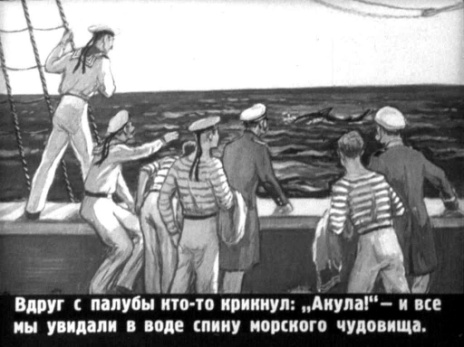 Вдруг с палубы кто-то крикнул: „Акула!“ — и все
мы увидали в воде спину морского чудовища.